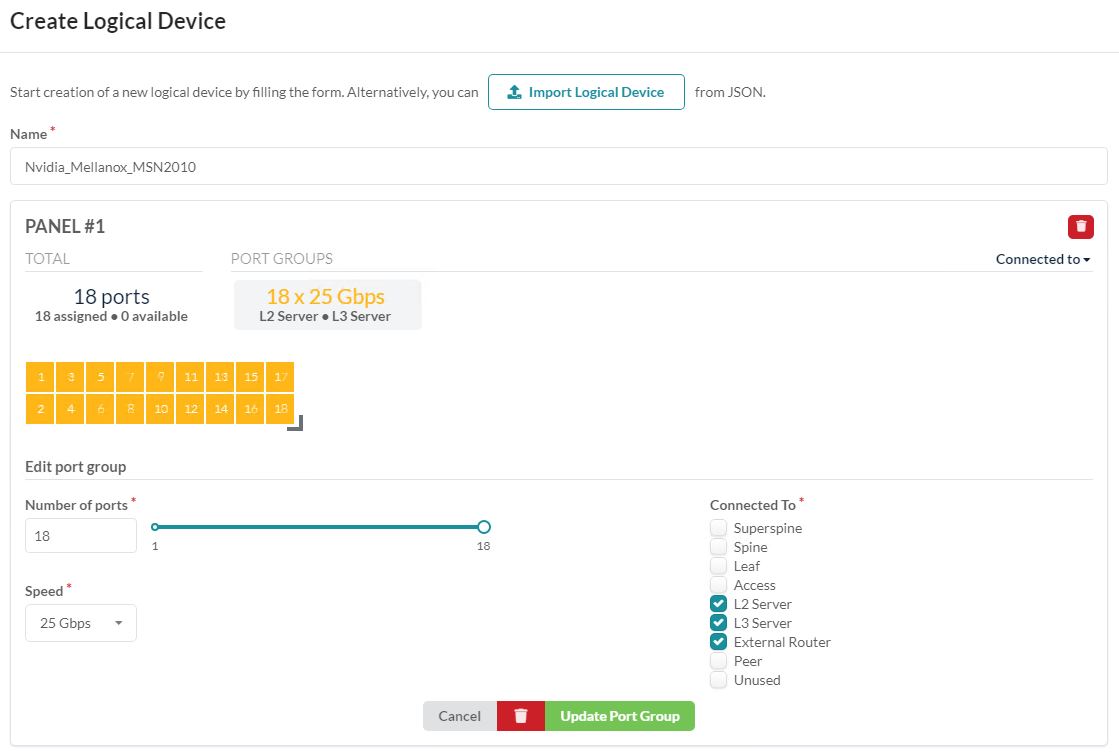 Create Logical Device
Start creation of a new logical device by filling the form. Alternatively, you can Import Logical Device from JSON.
Name *
Nvidia_Mellanox_MSN2010
PANEL #1
TOTAL PORT GROUPS Connected to
18 ports 18 x 25 Gbps
18 assigned • 0 available L2 Server • L3 Server
1 3 5 7 9 11 13 15 17
2 4 6 8 10 12 14 16 18
Edit port group
Number of ports * Connected To *
18
1 18
Superspine
Spine
Leaf
Access
L2 Server
L3 Server
External Router
Peer
Unused
Speed *
25 Gbps
Cancel Update Port Group